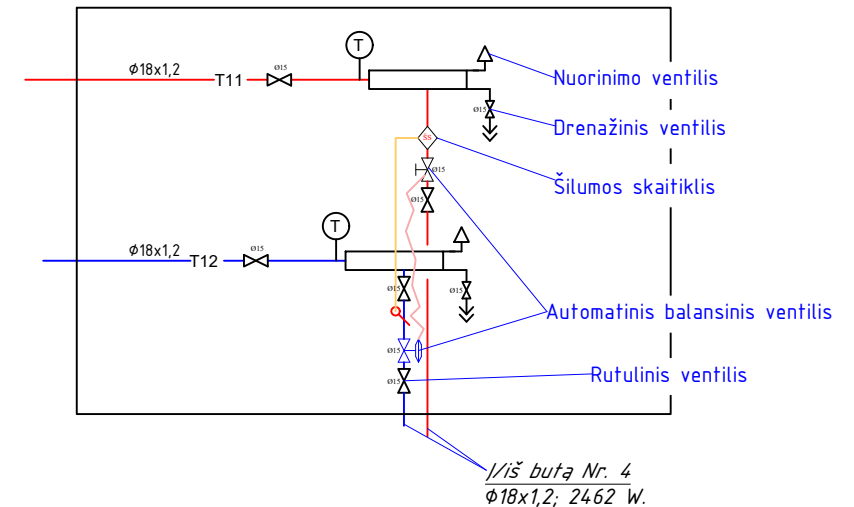 Φ18x1,2
T11
Ø15
T
Nuorinimo ventilis
Ø15
Drenažinis ventilis
ŠS
Šilumos skaitiklis
Ø15
Ø15
Φ18x1,2
T12
Ø15
T
Ø15
Ø15
Automatinis balansinis ventilis
Ø15
Rutulinis ventilis
Ø15
Į/iš butą Nr. 4
Φ18x1,2; 2462 W.